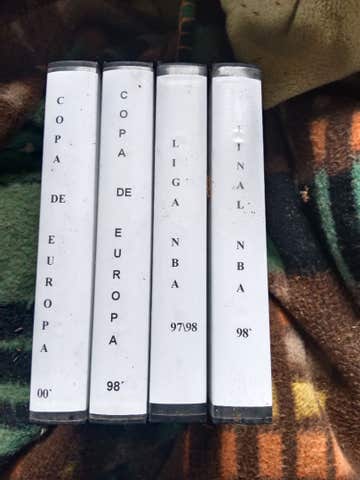 COPA DE EUROPA 00´
COPA DE EUROPA 98´
LIGA NBA 97\98
FINAL NBA 98´